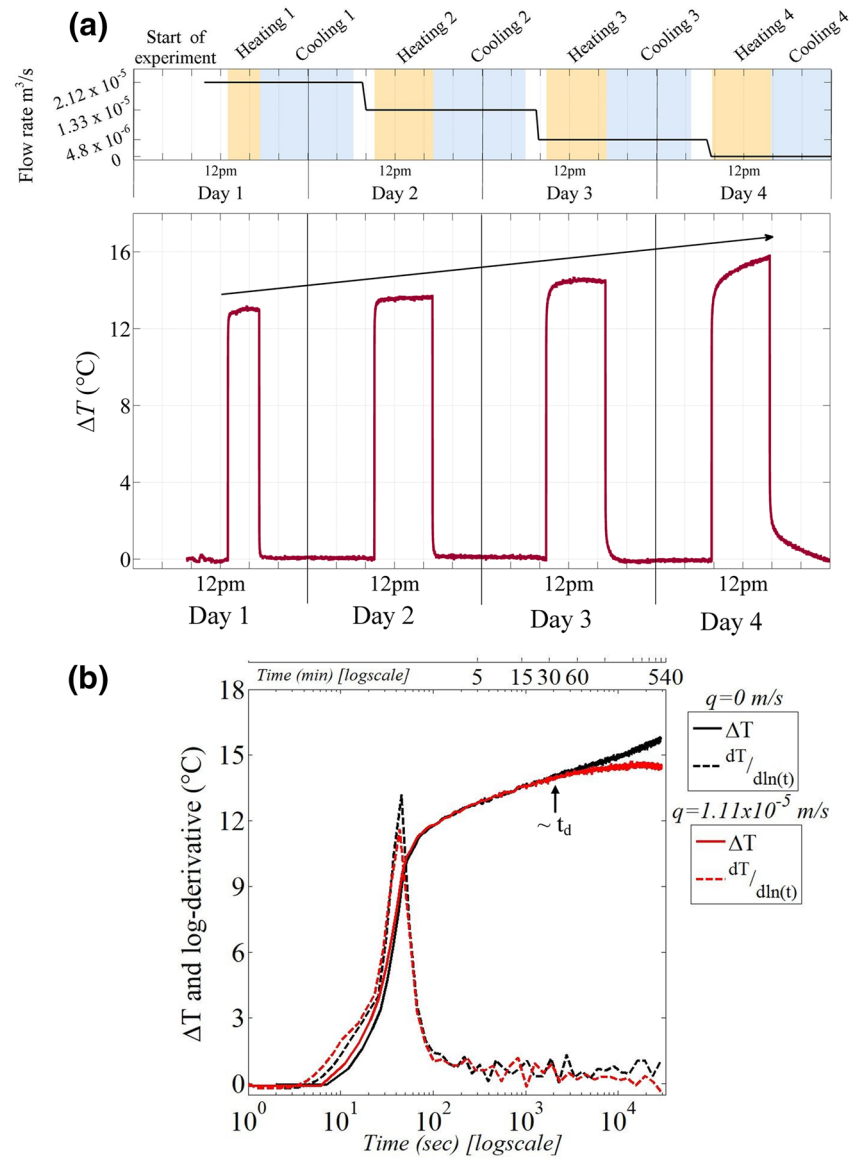 (a)
Start of experiment
Heating 1
Cooling 1
Heating 2
Cooling 2
Heating 3
Cooling 3
Heating 4
Cooling 4
Flow rate m³/s
2.12 x 10⁻⁵
1.33 x 10⁻⁵
4.8 x 10⁻⁶
0
12pm 12pm 12pm 12pm
Day 1 Day 2 Day 3 Day 4
ΔT (°C)
16
12
8
4
0
12pm 12pm 12pm 12pm
Day 1 Day 2 Day 3 Day 4
(b)
Time (min) [logscale] 5 15 30 60 540
ΔT and log-derivative (°C)
18
15
12
9
6
3
0
~ t_d
10⁰ 10¹ 10² 10³ 10⁴
Time (sec) [logscale]
q=0 m/s
ΔT
dT/dln(t)
q=1.11x10⁻⁵ m/s
ΔT
dT/dln(t)